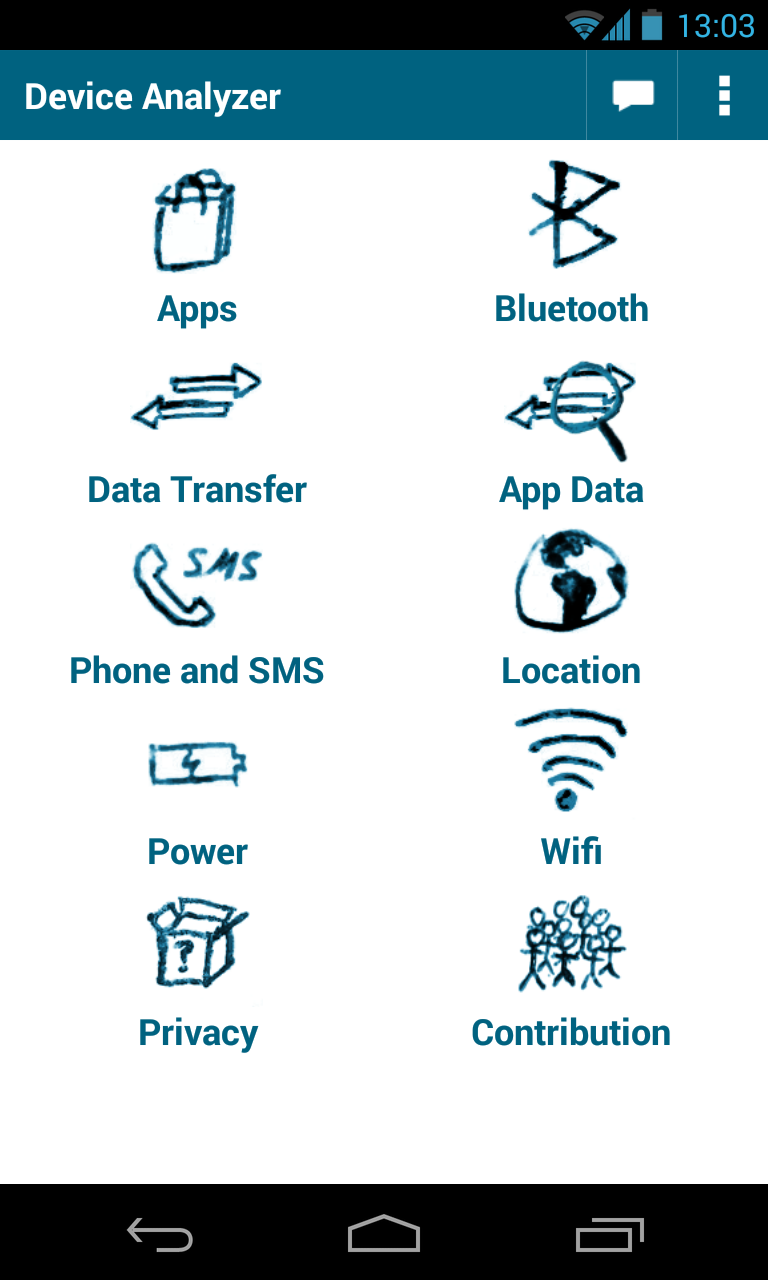 13:03
Device Analyzer
Apps
Bluetooth
Data Transfer
App Data
SMS
Phone and SMS
Location
Power
Wifi
?
Privacy
Contribution